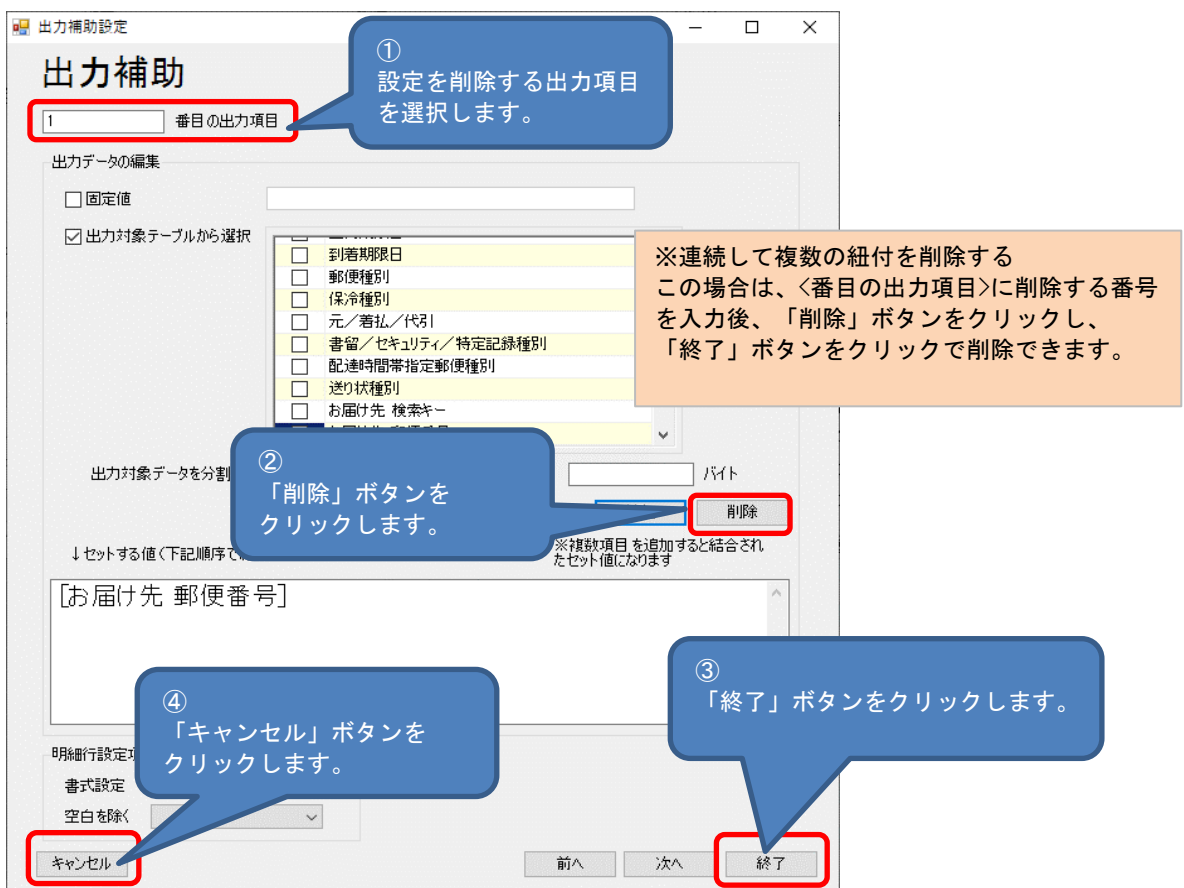 出力補助設定
出力補助
①
設定を削除する出力項目
を選択します。
1 番目の出力項目
出力データの編集
固定値
出力対象テーブルから選択
到着期限日
郵便種別
保冷種別
元／着払／代引
書留／セキュリティ／特定記録種別
配達時間帯指定郵便種別
送り状種別
お届け先 検索キー
※連続して複数の紐付を削除する
この場合は、<番目の出力項目>に削除する番号
を入力後、「削除」ボタンをクリックし、
「終了」ボタンをクリックで削除できます。
②
「削除」ボタンを
クリックします。
出力対象データを分割
バイト
削除
↓セットする値(下記順序で
※複数項目を追加すると結合され
たセット値になります
[お届け先 郵便番号]
③
「終了」ボタンをクリックします。
④
「キャンセル」ボタンを
クリックします。
明細行設定
書式設定
空白を除く
キャンセル
前へ
次へ
終了